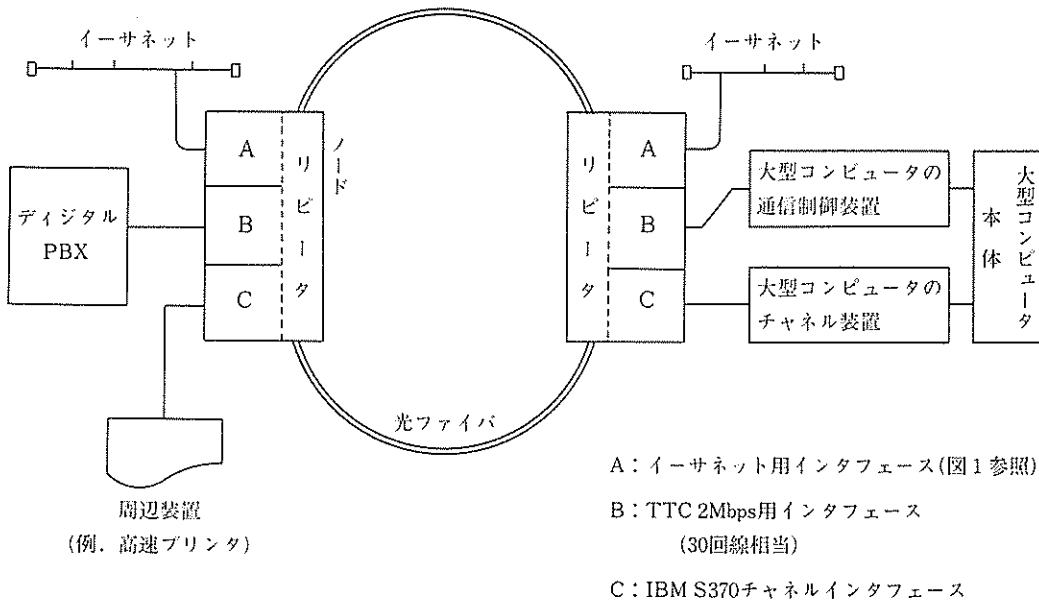 イーサネット
イーサネット
A
B
C
リピータ
ノード
リピータ
A
B
C
ディジタル
PBX
大型コンピュータの
通信制御装置
大型コンピュータの
チャネル装置
大型コンピュータ
本体
光ファイバ
周辺装置
(例. 高速プリンタ)
A：イーサネット用インタフェース(図1参照)
B：TTC 2Mbps用インタフェース
(30回線相当)
C：IBM S370チャネルインタフェース